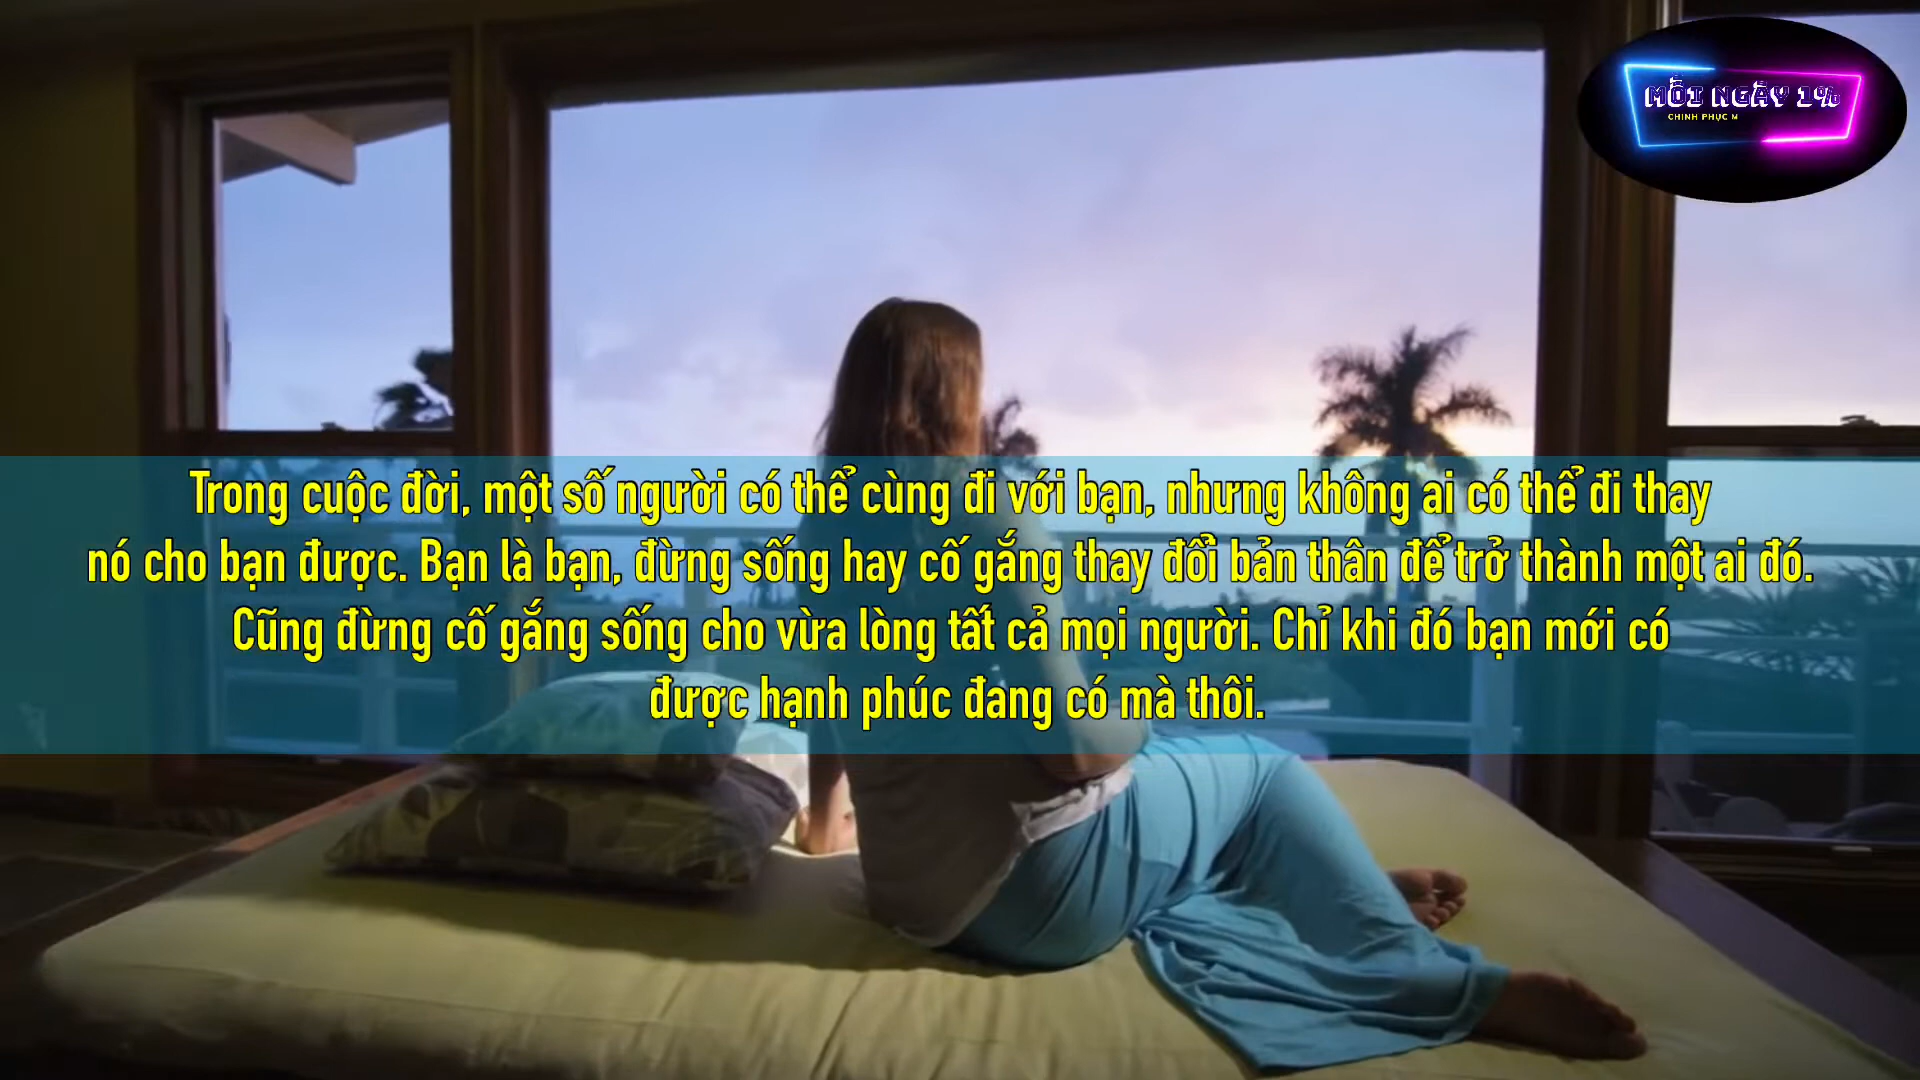 MỖI NGÀY 1%
CHINH PHỤC M
Trong cuộc đời, một số người có thể cùng đi với bạn, nhưng không ai có thể đi thay
nó cho bạn được. Bạn là bạn, đừng sống hay cố gắng thay đổi bản thân để trở thành một ai đó.
Cũng đừng cố gắng sống cho vừa lòng tất cả mọi người. Chỉ khi đó bạn mới có
được hạnh phúc đang có mà thôi.